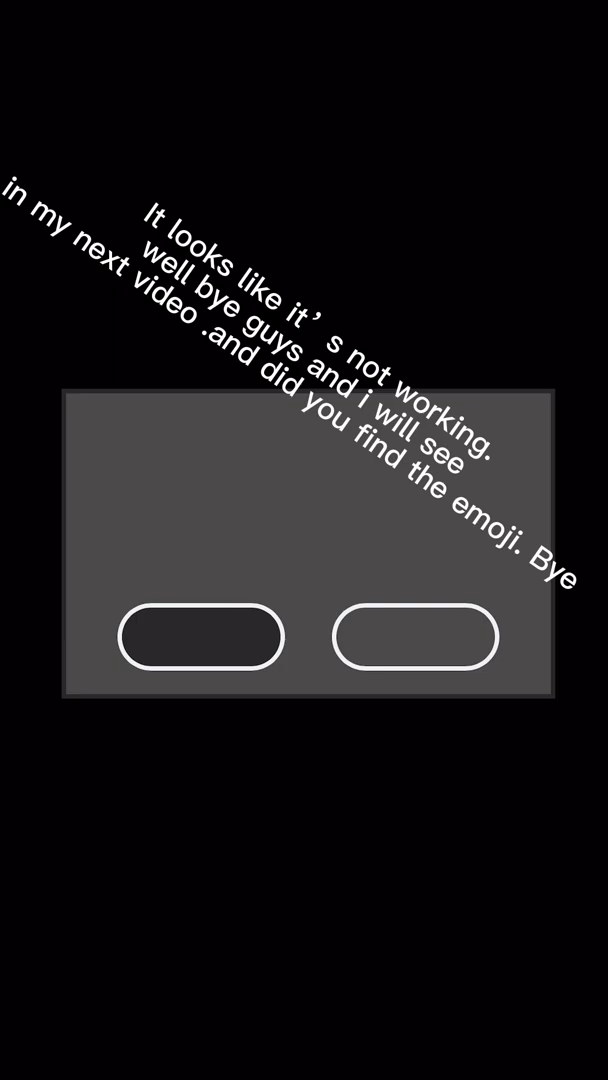 It looks like it’s not working.
well bye guys and i will see
in my next video .and did you find the emoji. Bye